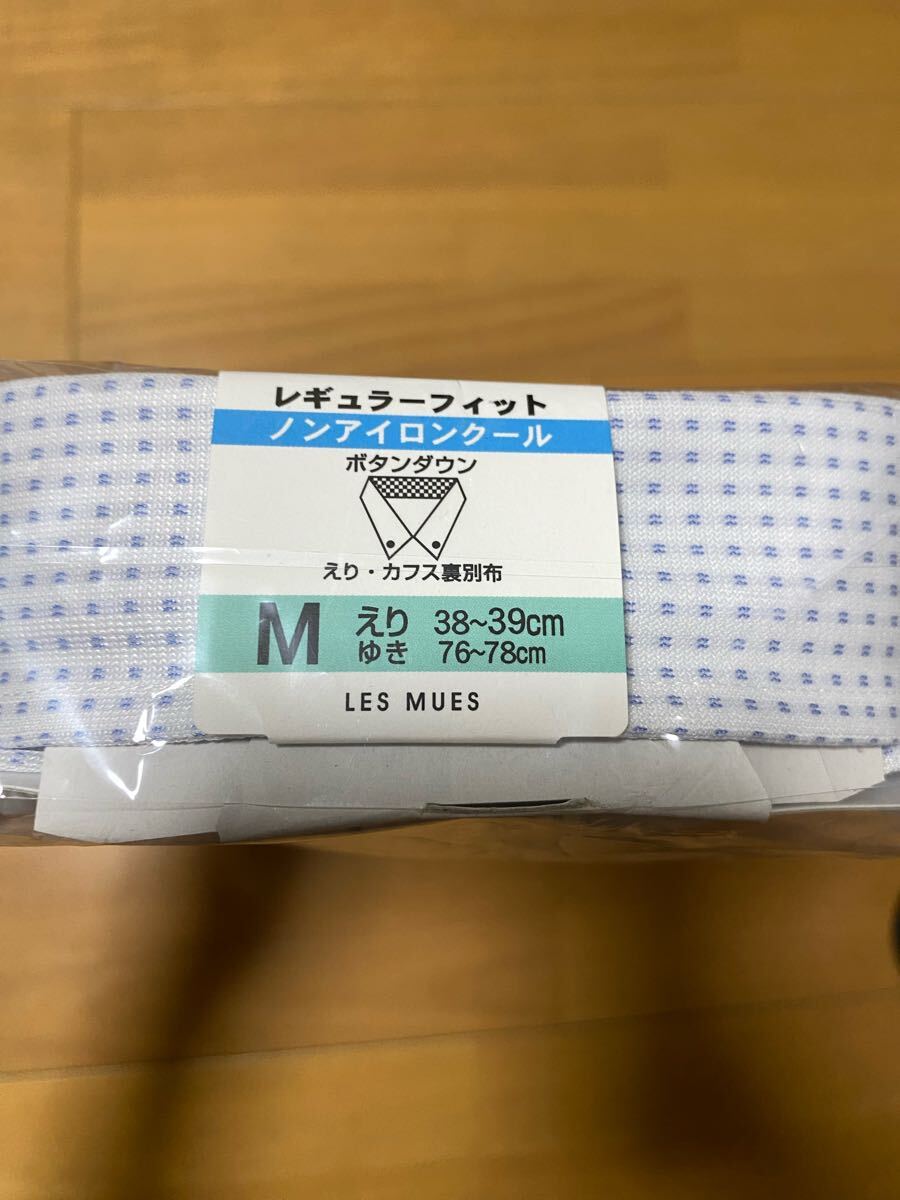 レギュラーフィット
ノンアイロンクール
ボタンダウン
えり・カフス裏別布
M えり 38~39cm
ゆき 76~78cm
LES MUES